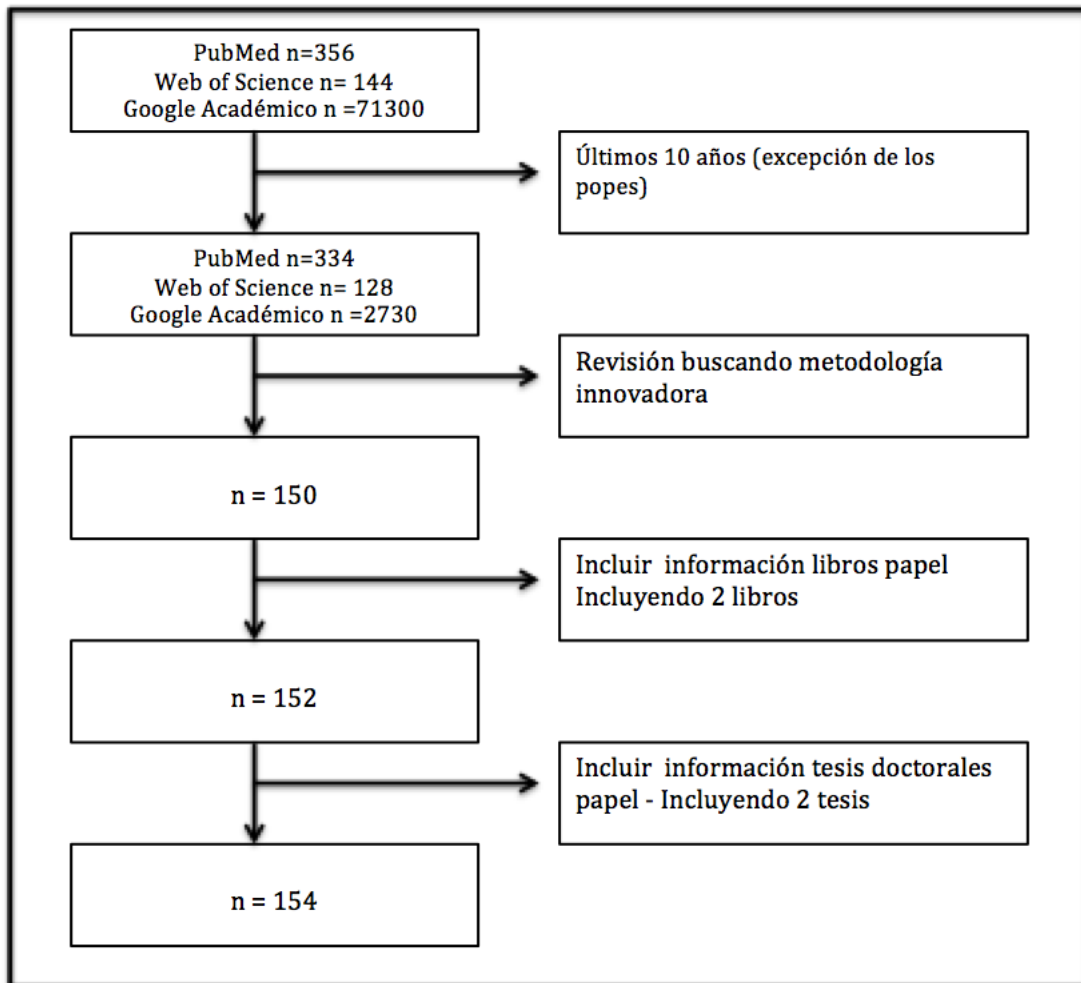 PubMed n=356
Web of Science n= 144
Google Académico n =71300
Últimos 10 años (excepción de los
popes)
PubMed n=334
Web of Science n= 128
Google Académico n =2730
Revisión buscando metodología
innovadora
n = 150
Incluir  información libros papel
Incluyendo 2 libros
n = 152
Incluir  información tesis doctorales
papel - Incluyendo 2 tesis
n = 154